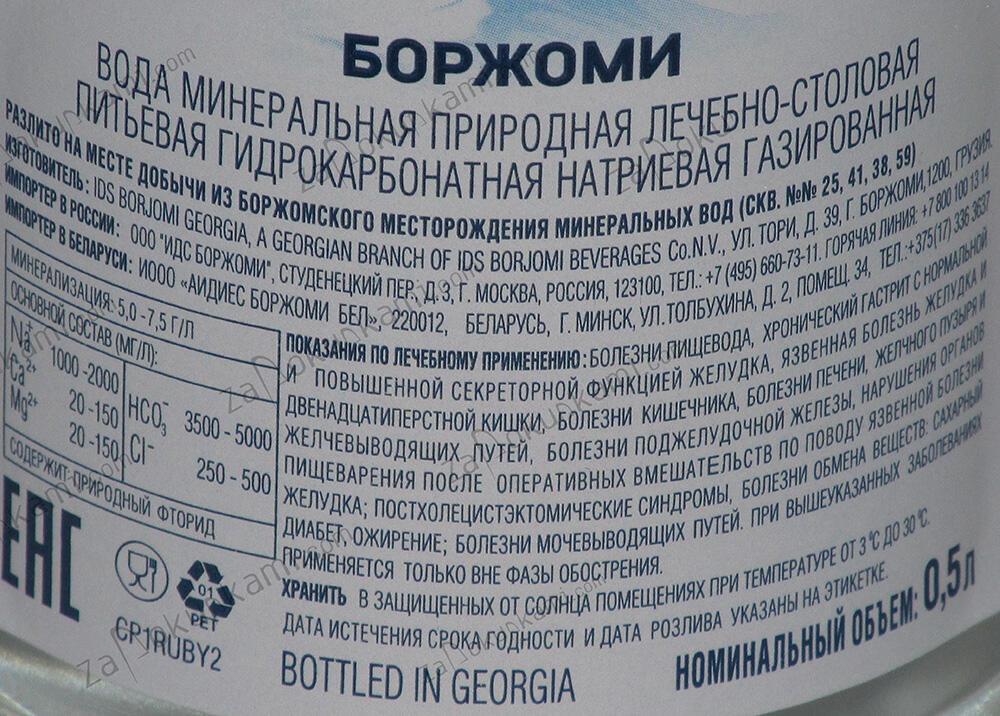 БОРЖОМИ
ВОДА МИНЕРАЛЬНАЯ ПРИРОДНАЯ ЛЕЧЕБНО-СТОЛОВАЯ
ПИТЬЕВАЯ ГИДРОКАРБОНАТНАЯ НАТРИЕВАЯ ГАЗИРОВАННАЯ
РАЗЛИТО НА МЕСТЕ ДОБЫЧИ ИЗ БОРЖОМСКОГО МЕСТОРОЖДЕНИЯ МИНЕРАЛЬНЫХ ВОД (СКВ. №№ 25, 41, 38, 59)
ИЗГОТОВИТЕЛЬ: IDS BORJOMI GEORGIA, A GEORGIAN BRANCH OF IDS BORJOMI BEVERAGES Co.N.V., УЛ. ТОРИ, Д. 39, Г. БОРЖОМИ, 1200, ГРУЗИЯ.
ИМПОРТЕР В РОССИИ: ООО "ИДС БОРЖОМИ", СТУДЕНЕЦКИЙ ПЕР., Д. 3, Г. МОСКВА, РОССИЯ, 123100, ТЕЛ.: +7 (495) 660-73-11. ГОРЯЧАЯ ЛИНИЯ: +7 800 100 13 14
ИМПОРТЕР В БЕЛАРУСИ: ИООО «АИДИЕС БОРЖОМИ БЕЛ», 220012, БЕЛАРУСЬ, Г. МИНСК, УЛ. ТОЛБУХИНА, Д. 2, ПОМЕЩ. 34, ТЕЛ.:+375(17) 336 3637
МИНЕРАЛИЗАЦИЯ: 5,0 -7,5 Г/Л
ОСНОВНОЙ СОСТАВ (МГ/Л):
Na⁺ 1000 -2000
Ca²⁺ 20 -150
Mg²⁺ 20 -150
HCO₃⁻ 3500 - 5000
Cl⁻ 250 - 500
СОДЕРЖИТ: ПРИРОДНЫЙ ФТОРИД
ПОКАЗАНИЯ ПО ЛЕЧЕБНОМУ ПРИМЕНЕНИЮ: БОЛЕЗНИ ПИЩЕВОДА, ХРОНИЧЕСКИЙ ГАСТРИТ С НОРМАЛЬНОЙ
И ПОВЫШЕННОЙ СЕКРЕТОРНОЙ ФУНКЦИЕЙ ЖЕЛУДКА, ЯЗВЕННАЯ БОЛЕЗНЬ ЖЕЛУДКА И
ДВЕНАДЦАТИПЕРСТНОЙ КИШКИ, БОЛЕЗНИ КИШЕЧНИКА, БОЛЕЗНИ ПЕЧЕНИ, ЖЕЛЧНОГО ПУЗЫРЯ И
ЖЕЛЧЕВЫВОДЯЩИХ ПУТЕЙ, БОЛЕЗНИ ПОДЖЕЛУДОЧНОЙ ЖЕЛЕЗЫ, НАРУШЕНИЯ ОРГАНОВ
ПИЩЕВАРЕНИЯ ПОСЛЕ ОПЕРАТИВНЫХ ВМЕШАТЕЛЬСТВ ПО ПОВОДУ ЯЗВЕННОЙ БОЛЕЗНИ
ЖЕЛУДКА; ПОСТХОЛЕЦИСТЭКТОМИЧЕСКИЕ СИНДРОМЫ, БОЛЕЗНИ ОБМЕНА ВЕЩЕСТВ: САХАРНЫЙ
ДИАБЕТ, ОЖИРЕНИЕ; БОЛЕЗНИ МОЧЕВЫВОДЯЩИХ ПУТЕЙ. ПРИ ВЫШЕУКАЗАННЫХ ЗАБОЛЕВАНИЯХ
ПРИМЕНЯЕТСЯ ТОЛЬКО ВНЕ ФАЗЫ ОБОСТРЕНИЯ.
ХРАНИТЬ В ЗАЩИЩЕННЫХ ОТ СОЛНЦА ПОМЕЩЕНИЯХ ПРИ ТЕМПЕРАТУРЕ ОТ 3°С ДО 30°С.
ДАТА ИСТЕЧЕНИЯ СРОКА ГОДНОСТИ И ДАТА РОЗЛИВА УКАЗАНЫ НА ЭТИКЕТКЕ.
EAC
01
PET
CP1RUBY2
BOTTLED IN GEORGIA
НОМИНАЛЬНЫЙ ОБЪЕМ: 0,5л